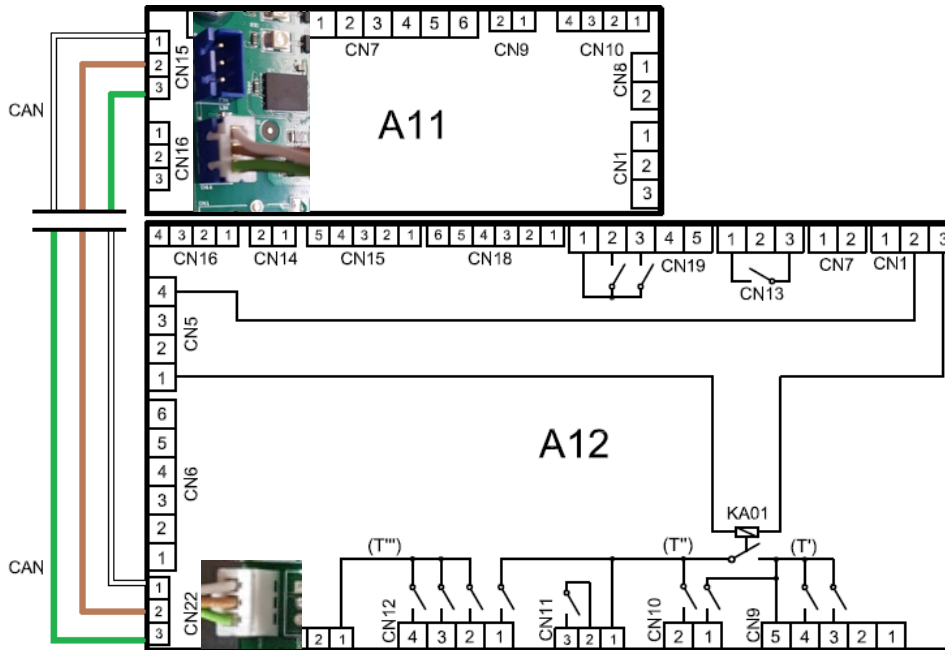 1 2 3 4 5 6
CN7
2 1
CN9
4 3 2 1
CN10
1
2
3
CN15
1
2
3
CN16
CAN
A11
1
2
CN8
1
2
3
CN1
4 3 2 1
CN16
2 1
CN14
5 4 3 2 1
CN15
6 5 4 3 2 1
CN18
1 2 3 4 5
CN19
1 2 3
CN13
1 2
CN7
1 2 3
CN1
4
3
2
1
CN5
6
5
4
3
2
1
CN6
A12
KA01
CAN
1
2
3
CN22
(T''')
(T'')
(T')
2 1
CN12
4 3 2 1
CN11
3 2 1
CN10
2 1
CN9
5 4 3 2 1